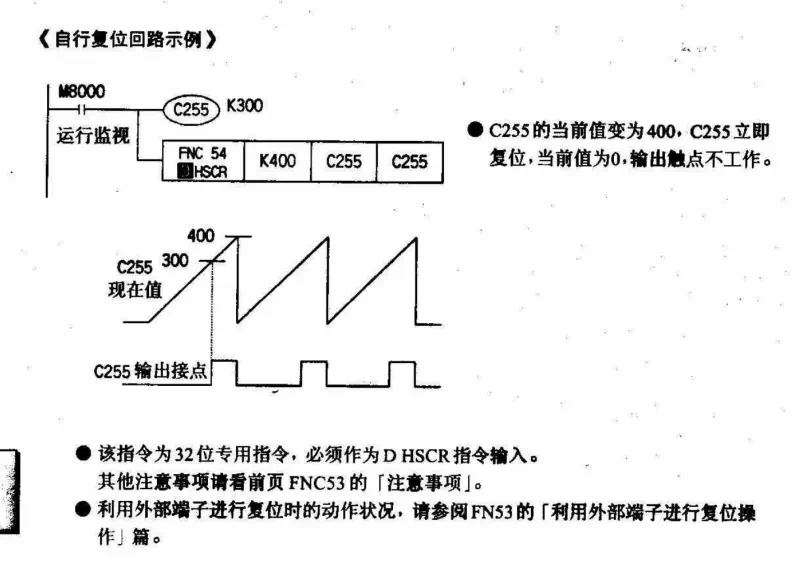 《自行复位回路示例》
M8000
C255 K300
运行监视
FNC 54
D HSCR K400 C255 C255
●C255的当前值变为400，C255立即
复位，当前值为0，输出触点不工作。
400
300
C255
现在值
C255输出接点
●该指令为32位专用指令，必须作为D HSCR指令输入。
其他注意事项请看前页FNC53的「注意事项」。
●利用外部端子进行复位时的动作状况，请参阅FN53的「利用外部端子进行复位操
作」篇。